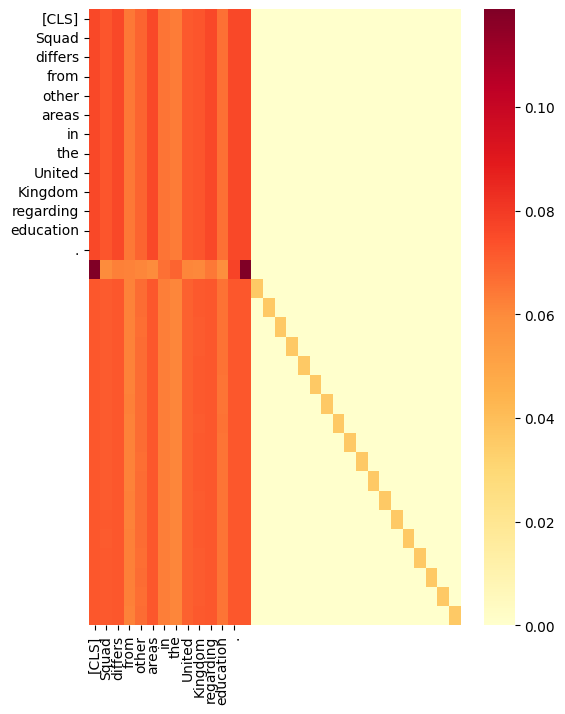 [CLS]
Squad
differs
from
other
areas
in
the
United
Kingdom
regarding
education
.
0.10
0.08
0.06
0.04
0.02
0.00
[CLS]
Squad
differs
from
other
areas
in
the
United
Kingdom
regarding
education
.